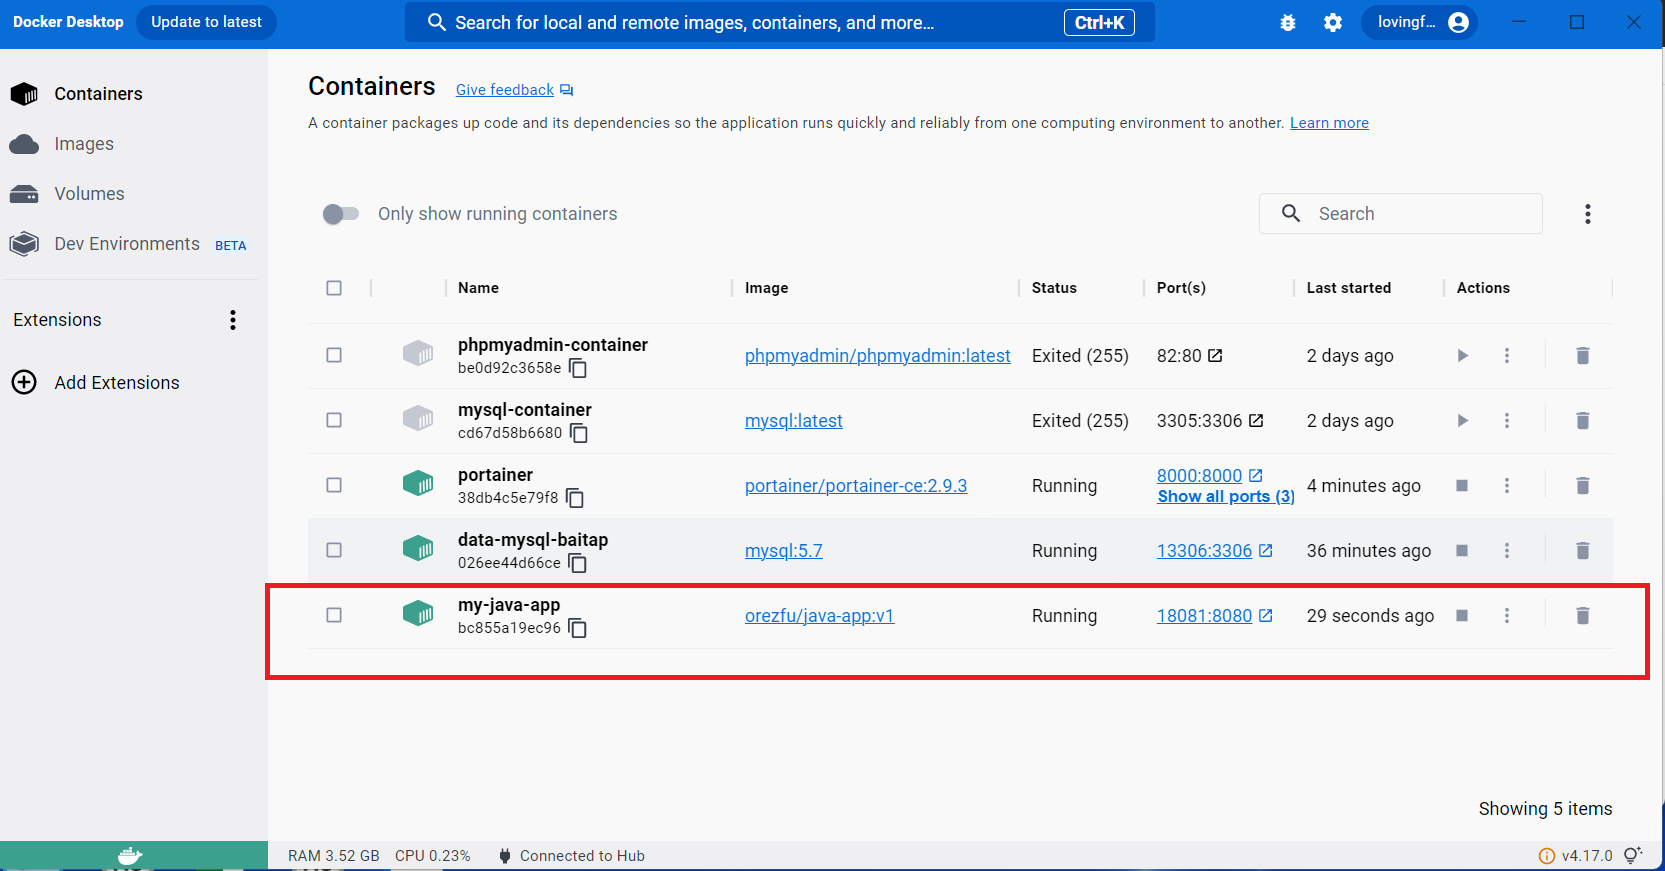 Docker Desktop Update to latest Search for local and remote images, containers, and more... Ctrl+K lovingf...
Containers
Images
Volumes
Dev Environments BETA
Extensions
Add Extensions
Containers Give feedback
A container packages up code and its dependencies so the application runs quickly and reliably from one computing environment to another. Learn more
Only show running containers Search
Name Image Status Port(s) Last started Actions
phpmyadmin-container
be0d92c3658e phpmyadmin/phpmyadmin:latest Exited (255) 82:80 2 days ago
mysql-container
cd67d58b6680 mysql:latest Exited (255) 3305:3306 2 days ago
portainer
38db4c5e79f8 portainer/portainer-ce:2.9.3 Running 8000:8000 4 minutes ago
Show all ports (3)
data-mysql-baitap
026ee44d66ce mysql:5.7 Running 13306:3306 36 minutes ago
my-java-app
bc855a19ec96 orezfu/java-app:v1 Running 18081:8080 29 seconds ago
Showing 5 items
RAM 3.52 GB CPU 0.23% Connected to Hub v4.17.0